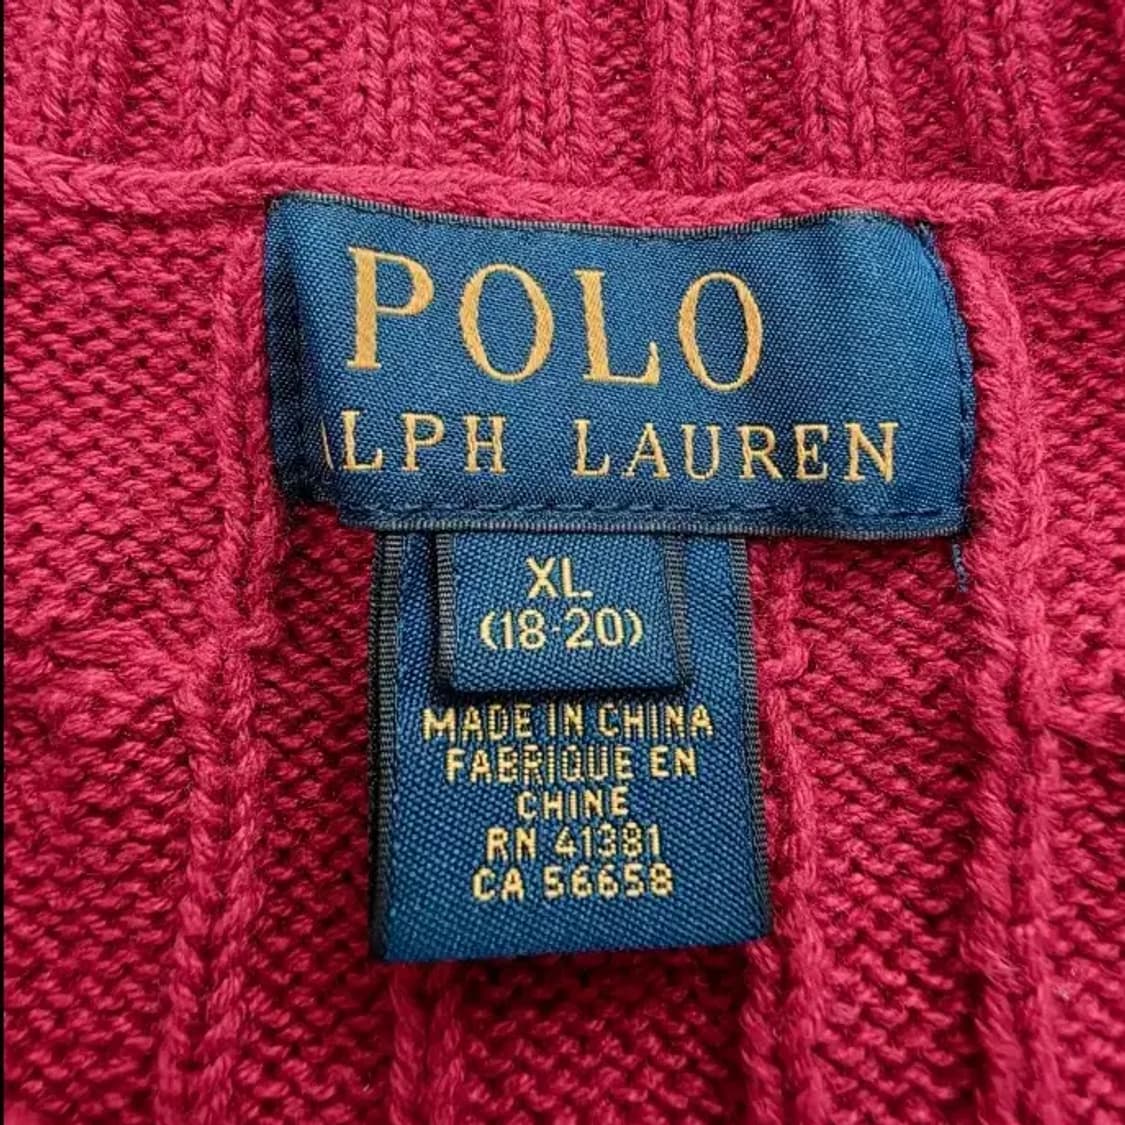 POLO
ALPH LAUREN
XL
(18-20)
MADE IN CHINA
FABRIQUE EN
CHINE
RN 41381
CA 56658